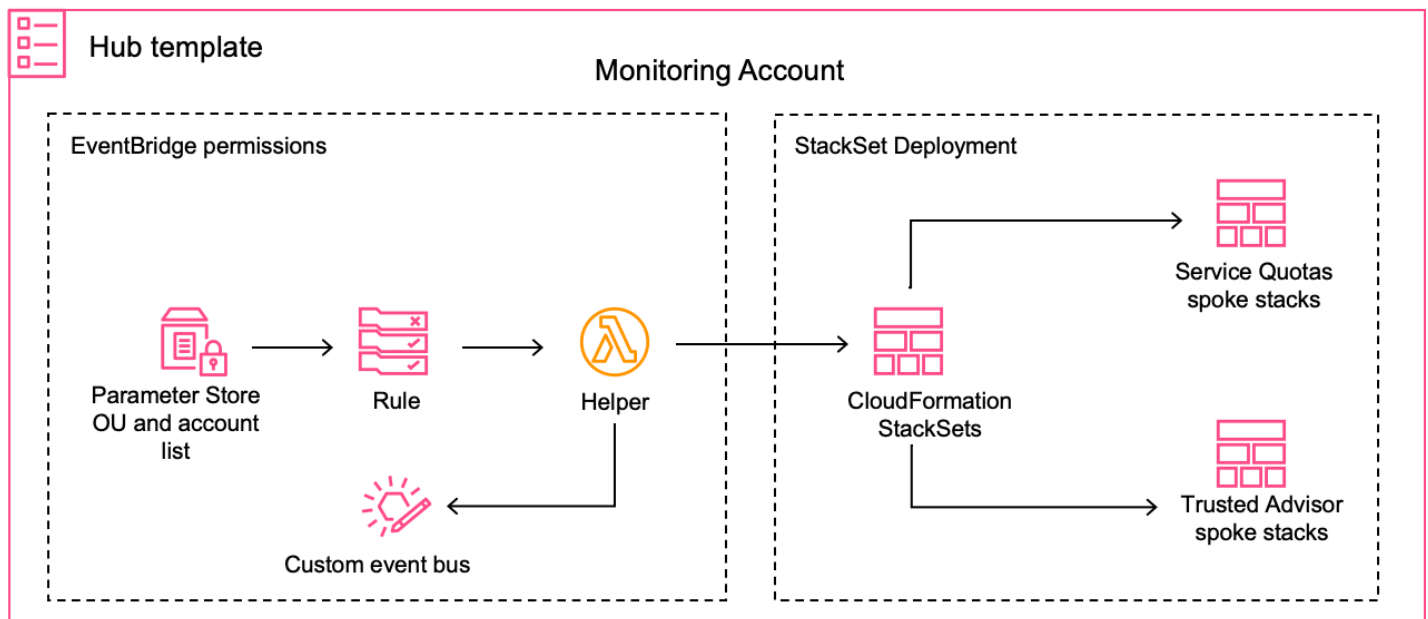 Hub template
Monitoring Account
EventBridge permissions
Parameter Store
OU and account
list
Rule
Helper
Custom event bus
StackSet Deployment
CloudFormation
StackSets
Service Quotas
spoke stacks
Trusted Advisor
spoke stacks